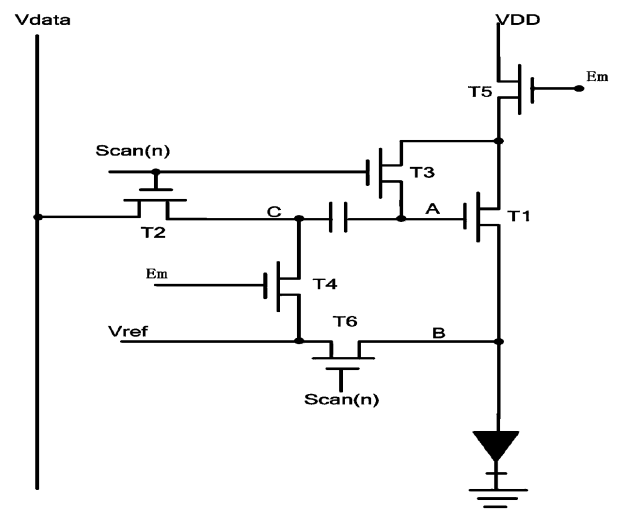 Vdata
VDD
T5
Em
Scan(n)
T3
T2
C
A
T1
Em
T4
T6
Vref
B
Scan(n)